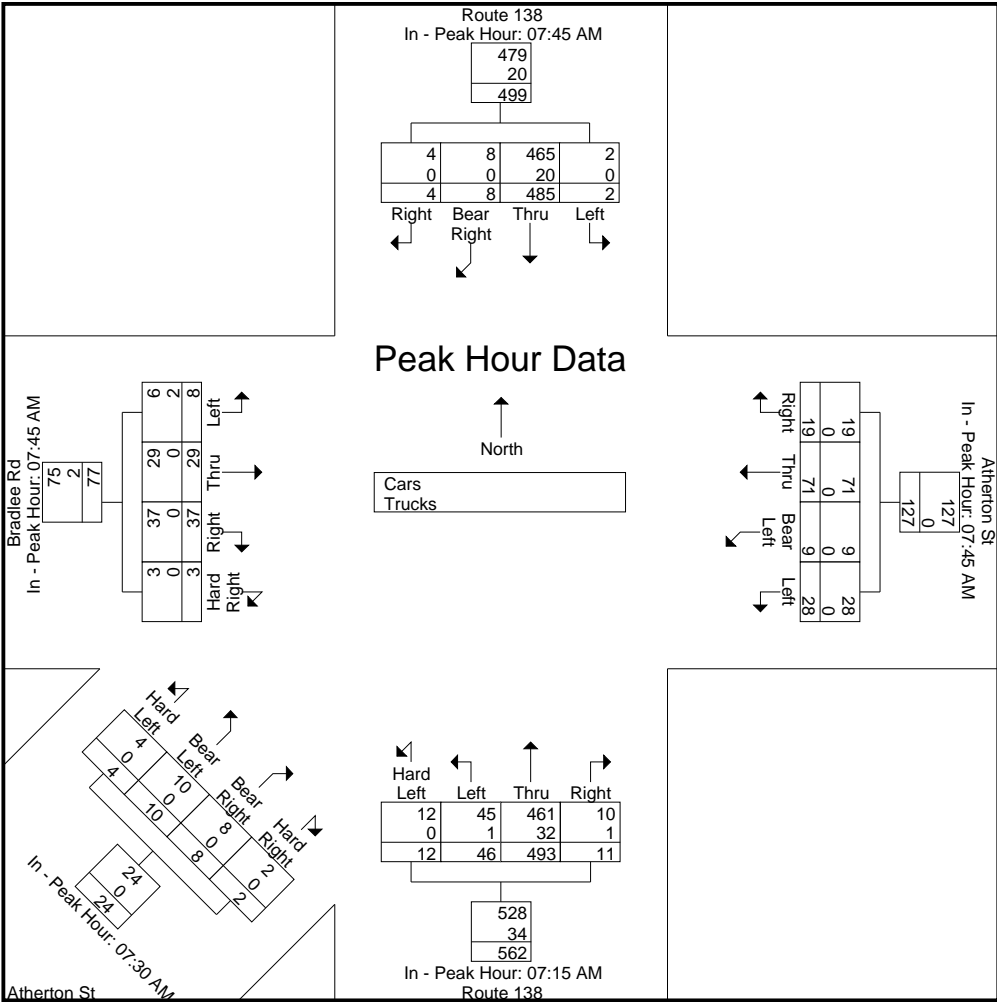 Route 138
In - Peak Hour: 07:45 AM
479
20
499
4 8 465 2
0 0 20 0
4 8 485 2
Right Bear Right Thru Left
Peak Hour Data
North
Cars
Trucks
Bradlee Rd
In - Peak Hour: 07:45 AM
75
2
77
6 29 37 3
2 0 0 0
8 29 37 3
Left Thru Right Hard Right
Atherton St
In - Peak Hour: 07:45 AM
127
0
127
19 71 9 28
0 0 0 0
19 71 9 28
Right Thru Bear Left Left
Hard Left Bear Left Bear Right Hard Right
4 10 8 2
0 0 0 0
4 10 8 2
24
0
24
In - Peak Hour: 07:30 AM
Atherton St
Hard Left Left Thru Right
12 45 461 10
0 1 32 1
12 46 493 11
528
34
562
In - Peak Hour: 07:15 AM
Route 138